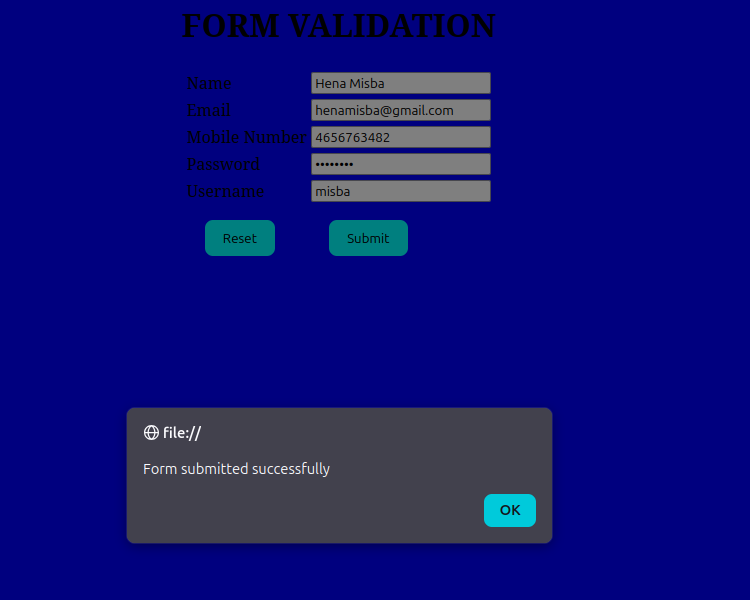 FORM VALIDATION
Name Hena Misba
Email henamisba@gmail.com
Mobile Number 4656763482
Password ••••••••
Username misba
Reset Submit
file://
Form submitted successfully
OK